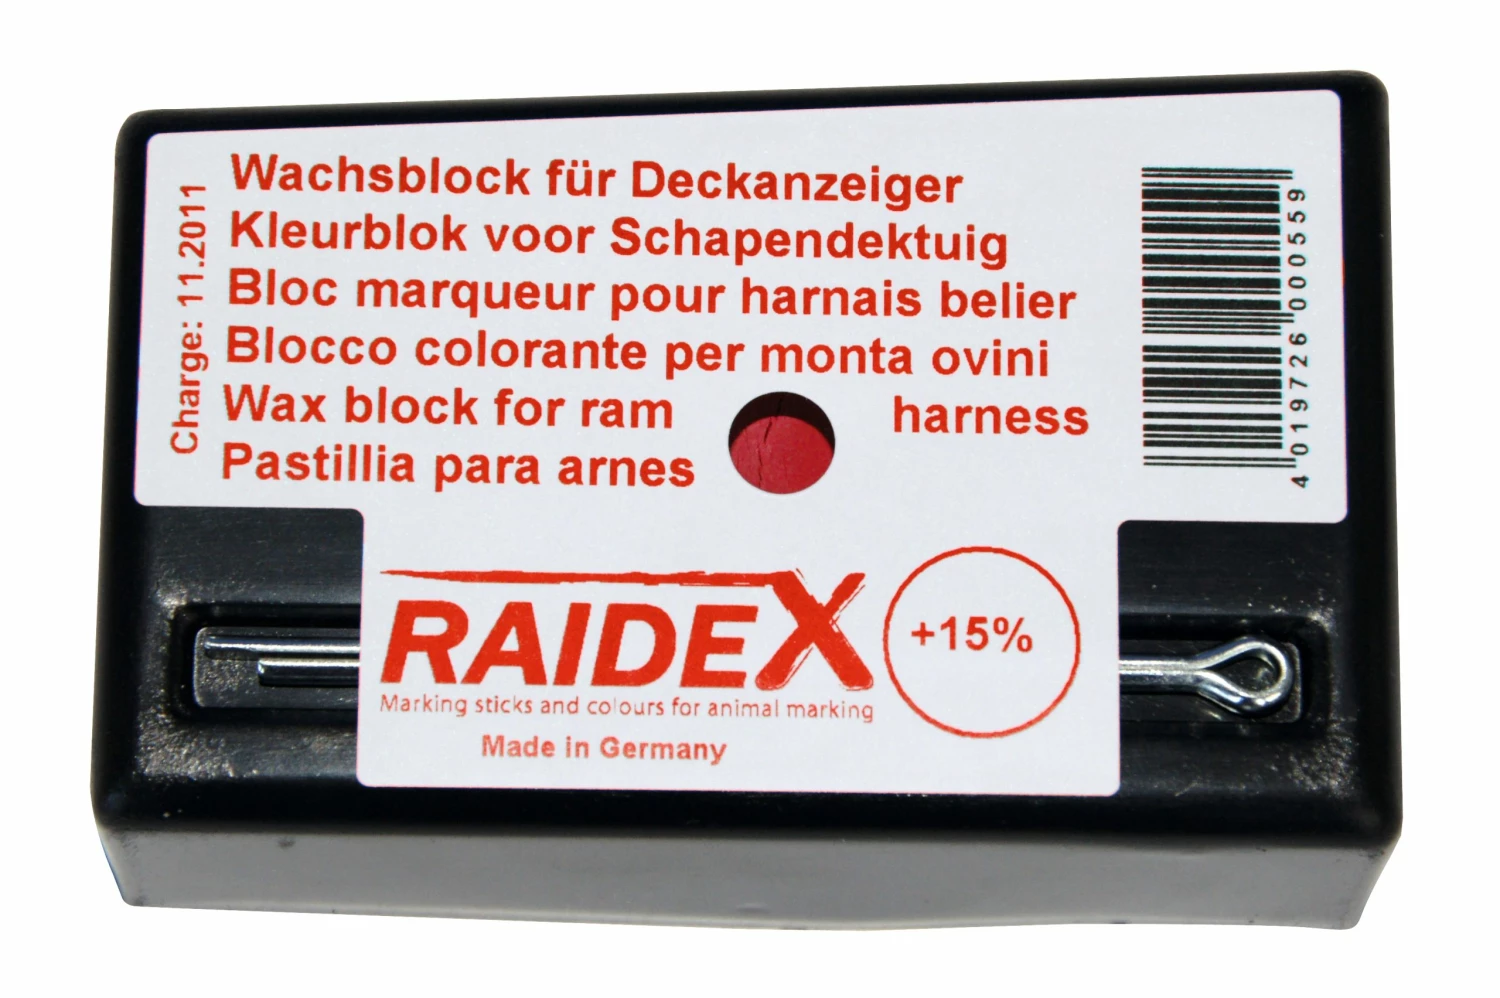 Wachsblock für Deckanzeiger
Kleurblok voor Schapendektuig
Bloc marqueur pour harnais belier
Blocco colorante per monta ovini
Wax block for ram harness
Pastillia para arnes
Charge: 11.2011
4 019726 000559
RAIDEX
Marking sticks and colours for animal marking
Made in Germany
+15%